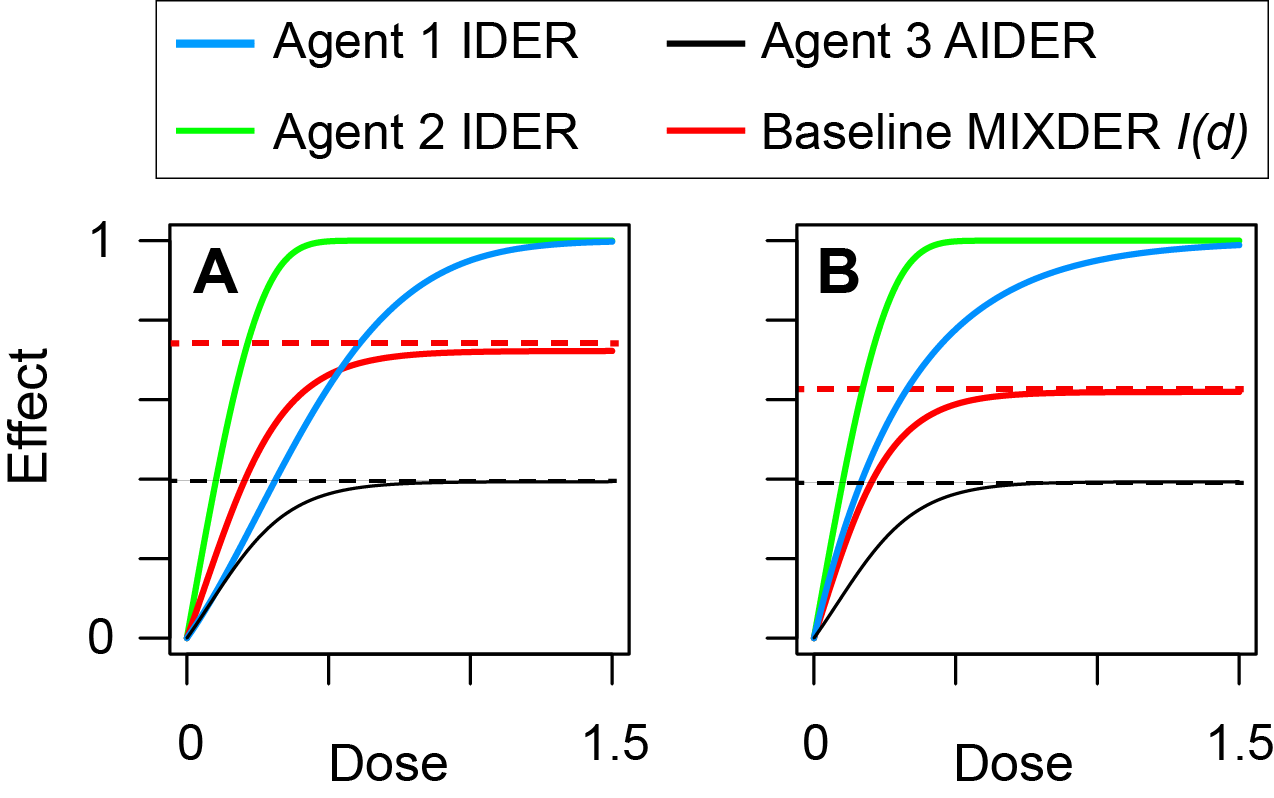 Agent 1 IDER
Agent 3 AIDER
Agent 2 IDER
Baseline MIXDER I(d)
A
B
1
0
Effect
0
1.5
0
1.5
Dose
Dose